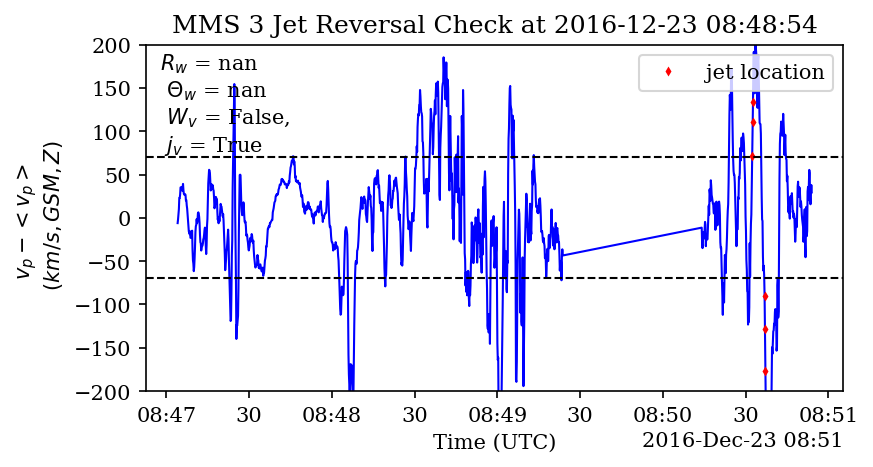 MMS 3 Jet Reversal Check at 2016-12-23 08:48:54
R_w = nan
Θ_w = nan
W_v = False,
j_v = True
jet location
200
150
100
50
0
−50
−100
−150
−200
v_p − < v_p >
(km/s, GSM, Z)
08:47 30 08:48 30 08:49 30 08:50 30 08:51
Time (UTC)
2016-Dec-23 08:51